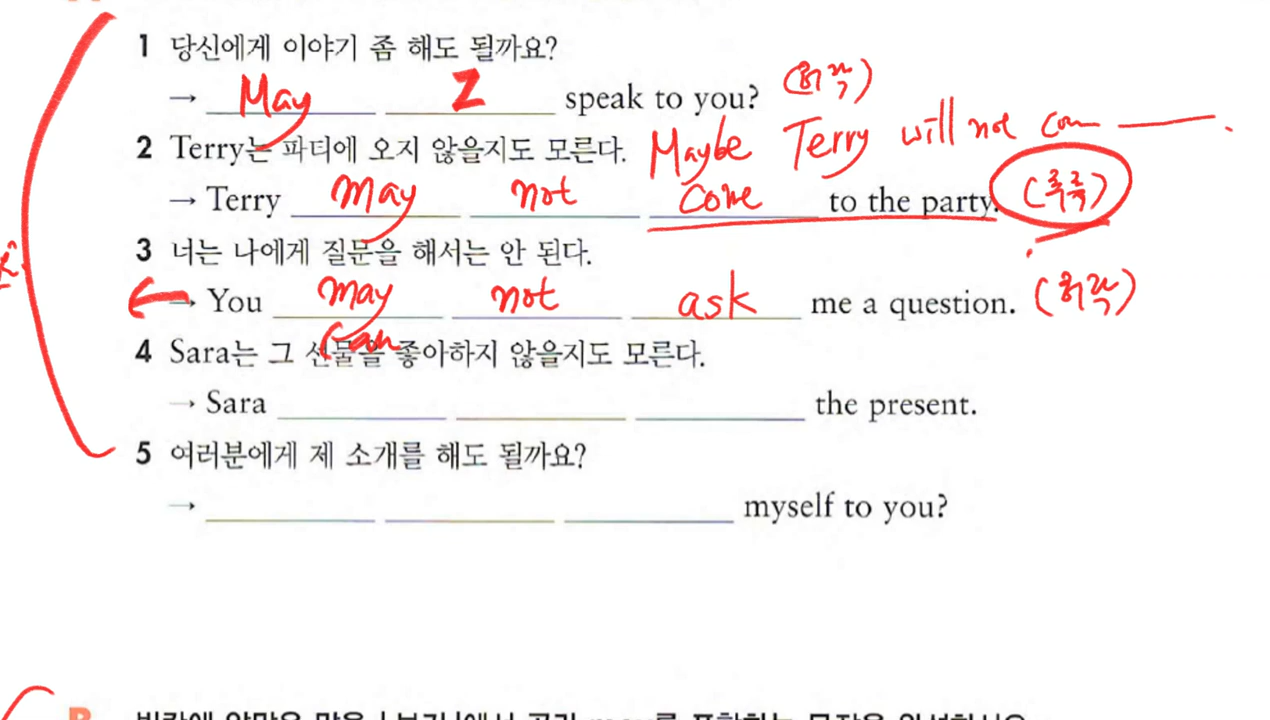 1 당신에게 이야기 좀 해도 될까요?
→ May I speak to you? (허락)
2 Terry는 파티에 오지 않을지도 모른다. Maybe Terry will not com
→ Terry may not come to the party. (추측)
3 너는 나에게 질문을 해서는 안 된다.
→ You may not ask me a question. (허락)
can
4 Sara는 그 선물을 좋아하지 않을지도 모른다.
→ Sara the present.
5 여러분에게 제 소개를 해도 될까요?
→ myself to you?
B